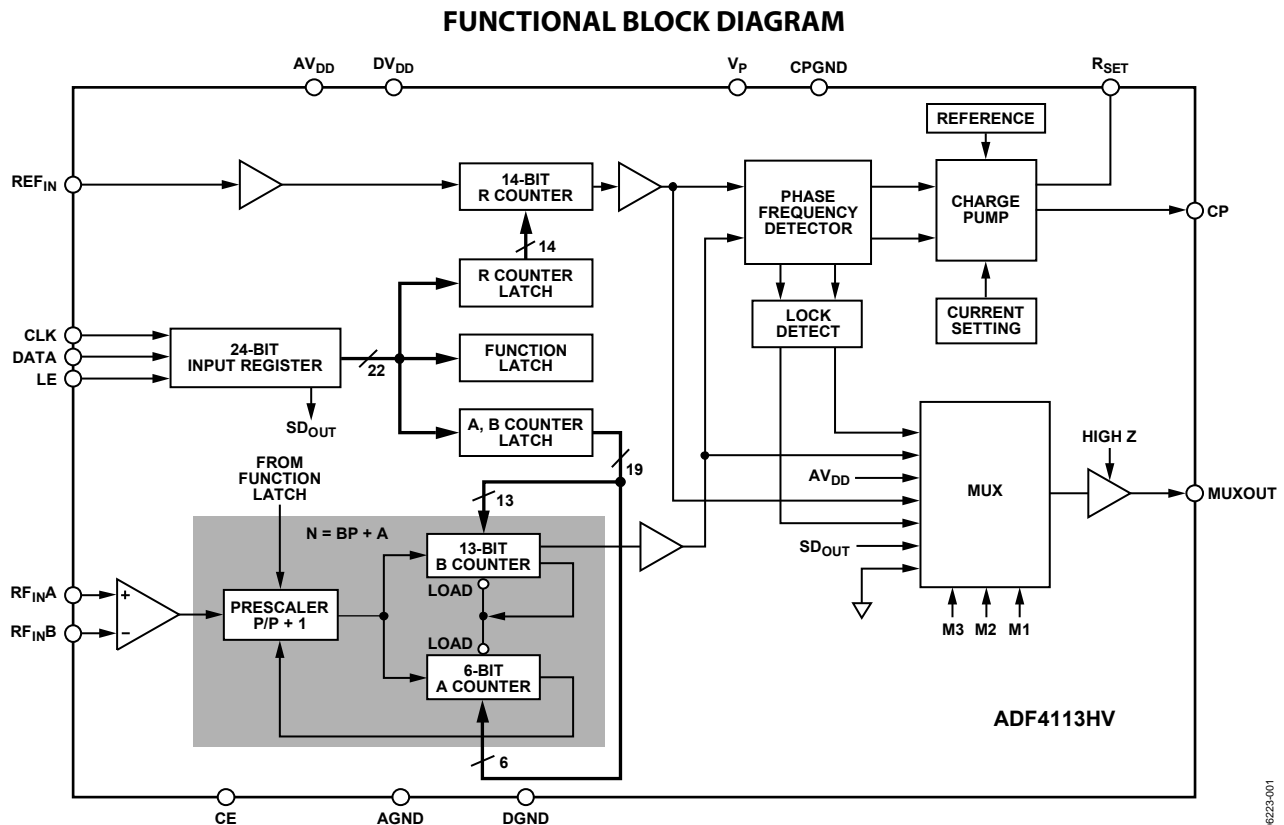 FUNCTIONAL BLOCK DIAGRAM
AVDD
DVDD
VP
CPGND
RSET
REFERENCE
REFIN
14-BIT
R COUNTER
PHASE
FREQUENCY
DETECTOR
CHARGE
PUMP
CP
14
R COUNTER
LATCH
LOCK
DETECT
CURRENT
SETTING
CLK
DATA
LE
24-BIT
INPUT REGISTER
22
FUNCTION
LATCH
SDOUT
A, B COUNTER
LATCH
19
FROM
FUNCTION
LATCH
13
HIGH Z
AVDD
MUX
MUXOUT
N = BP + A
13-BIT
B COUNTER
SDOUT
RFINA
RFINB
+
−
PRESCALER
P/P + 1
LOAD
LOAD
6-BIT
A COUNTER
M3
M2
M1
6
ADF4113HV
CE
AGND
DGND
6223-001